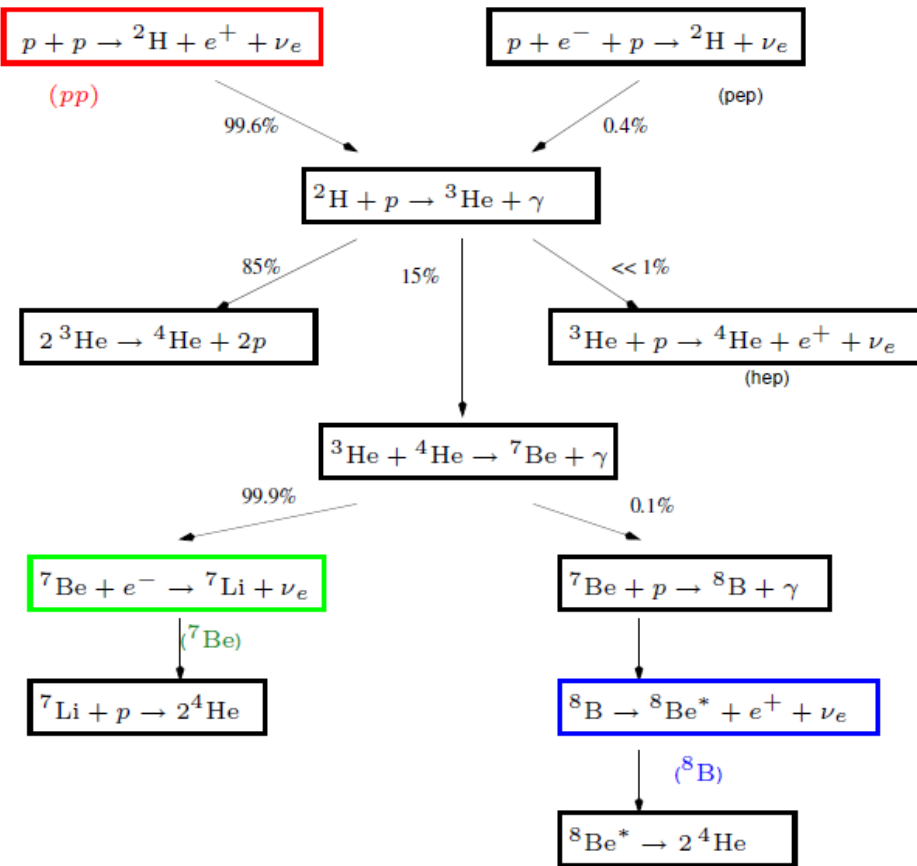 p + p → ²H + e⁺ + νₑ
p + e⁻ + p → ²H + νₑ
(pp)
(pep)
99.6%
0.4%
²H + p → ³He + γ
85%
15%
<< 1%
2 ³He → ⁴He + 2p
³He + p → ⁴He + e⁺ + νₑ
(hep)
³He + ⁴He → ⁷Be + γ
99.9%
0.1%
⁷Be + e⁻ → ⁷Li + νₑ
⁷Be + p → ⁸B + γ
(⁷Be)
⁷Li + p → 2⁴He
⁸B → ⁸Be* + e⁺ + νₑ
(⁸B)
⁸Be* → 2 ⁴He